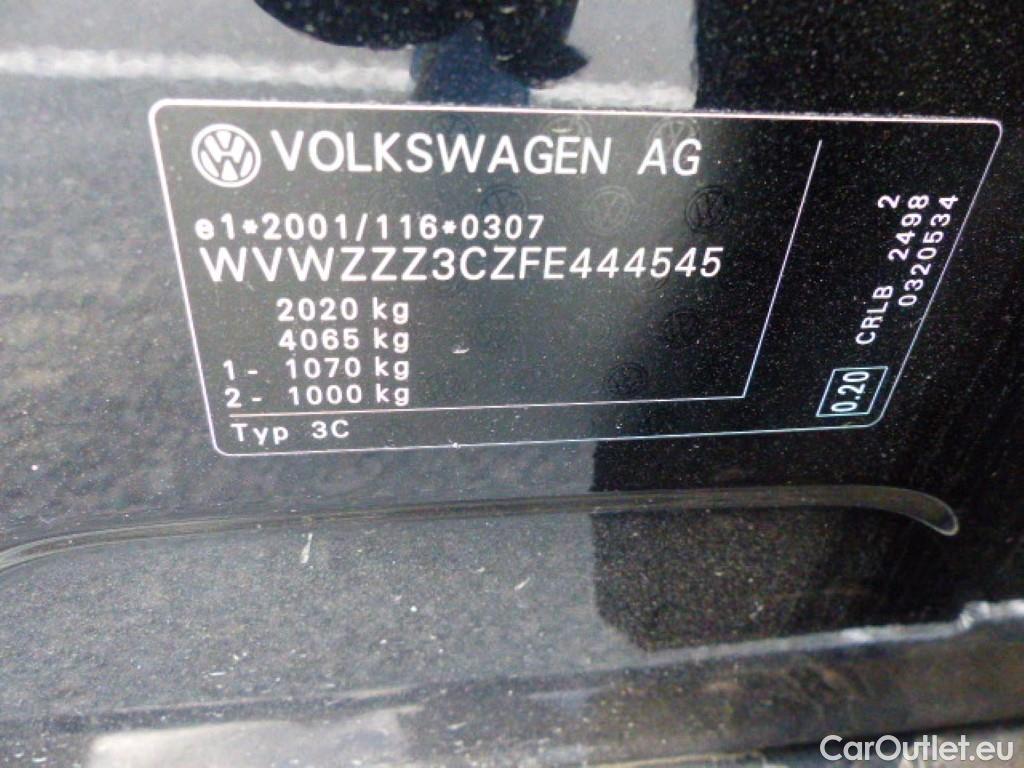 VOLKSWAGEN AG
e1*2001/116*0307
WVWZZZ3CZFE444545
2020 kg
4065 kg
1- 1070 kg
2- 1000 kg
Typ 3C
0.20
CRLB 2498
2
0320534
CarOutlet.eu